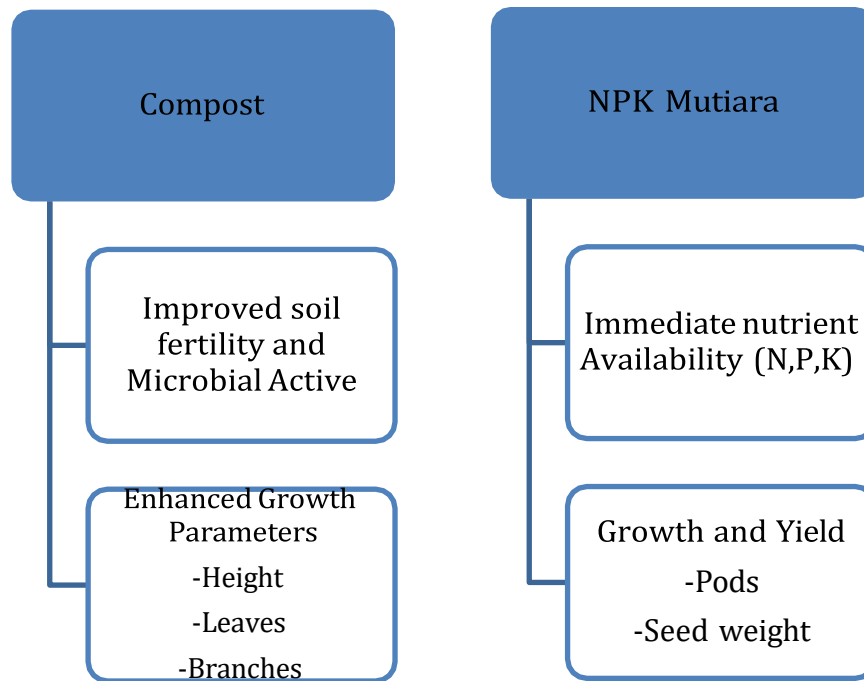 Compost
Improved soil
fertility and
Microbial Active
Enhanced Growth
Parameters
-Height
-Leaves
-Branches
NPK Mutiara
Immediate nutrient
Availability (N,P,K)
Growth and Yield
-Pods
-Seed weight